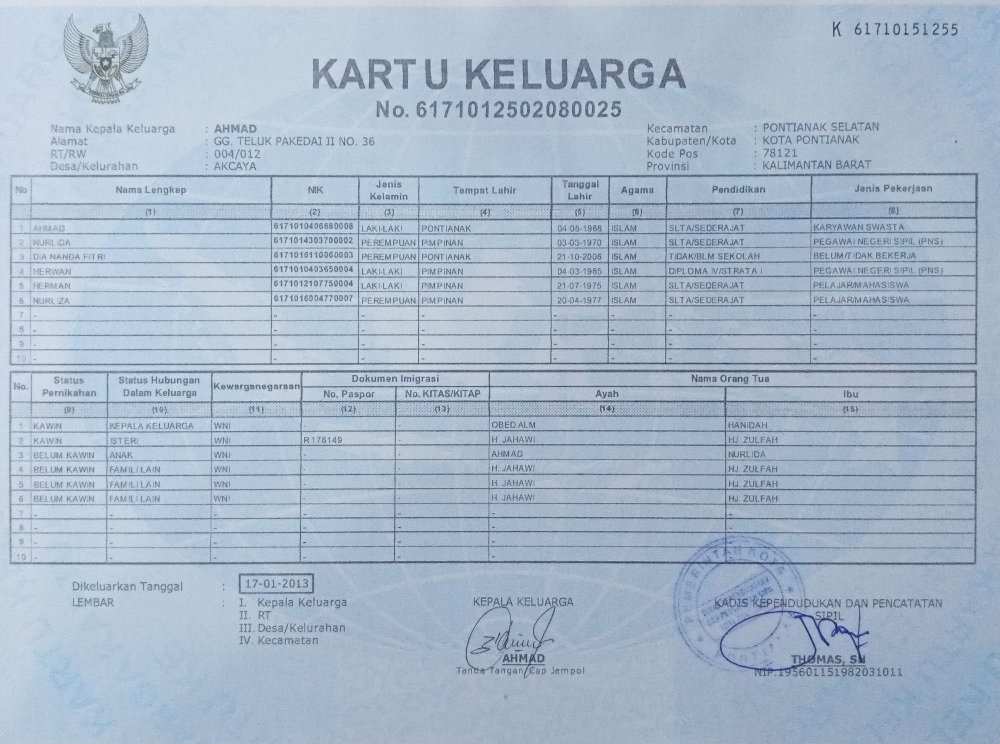 K 61710151255
KARTU KELUARGA
No. 6171012502080025
Nama Kepala Keluarga : AHMAD
Alamat : GG. TELUK PAKEDAI II NO. 36
RT/RW : 004/012
Desa/Kelurahan : AKCAYA
Kecamatan : PONTIANAK SELATAN
Kabupaten/Kota : KOTA PONTIANAK
Kode Pos : 78121
Provinsi : KALIMANTAN BARAT
No Nama Lengkap NIK Jenis Kelamin Tempat Lahir Tanggal Lahir Agama Pendidikan Jenis Pekerjaan
(1) (2) (3) (4) (5) (6) (7) (8)
1 AHMAD 6171010406680008 LAKI-LAKI PONTIANAK 04-06-1968 ISLAM SLTA/SEDERAJAT KARYAWAN SWASTA
2 NURLIDA 6171014303700002 PEREMPUAN PIMPINAN 03-03-1970 ISLAM SLTA/SEDERAJAT PEGAWAI NEGERI SIPIL (PNS)
3 DIA NANDA FITRI PEREMPUAN PONTIANAK 21-10-2006 ISLAM TIDAK/BLM SEKOLAH BELUM/TIDAK BEKERJA
4 HERWAN 6171010403650004 LAKI-LAKI PIMPINAN 04-03-1965 ISLAM DIPLOMA IV/STRATA I PEGAWAI NEGERI SIPIL (PNS)
5 HERMAN 6171012107750004 LAKI-LAKI PIMPINAN 21-07-1975 ISLAM SLTA/SEDERAJAT PELAJAR/MAHASISWA
6 NURLIZA 6171016004770007 PEREMPUAN PIMPINAN 20-04-1977 ISLAM SLTA/SEDERAJAT PELAJAR/MAHASISWA
7 - - - - - - - -
8 - - - - - - - -
9 - - - - - - - -
10 - - - - - - - -
No. Status Pernikahan Status Hubungan Dalam Keluarga Kewarganegaraan Dokumen Imigrasi Nama Orang Tua
No. Paspor No. KITAS/KITAP Ayah Ibu
(9) (10) (11) (12) (13) (14) (15)
1 KAWIN KEPALA KELUARGA WNI - - OBED ALM HANIDAH
2 KAWIN ISTERI WNI R 178149 - H. JAHAWI HJ. ZULFAH
3 BELUM KAWIN ANAK WNI - - AHMAD NURLIDA
4 BELUM KAWIN FAMILI LAIN WNI - - H. JAHAWI HJ. ZULFAH
5 BELUM KAWIN FAMILI LAIN WNI - - H. JAHAWI HJ. ZULFAH
6 BELUM KAWIN FAMILI LAIN WNI - - H. JAHAWI HJ. ZULFAH
7 - - - - - - -
8 - - - - - - -
9 - - - - - - -
10 - - - - - - -
Dikeluarkan Tanggal : 17-01-2013
LEMBAR : I. Kepala Keluarga
II. RT
III. Desa/Kelurahan
IV. Kecamatan
KEPALA KELUARGA
AHMAD
Tanda Tangan/Cap Jempol
PEMERINTAH KOTA
KADIS KEPENDUDUKAN DAN PENCATATAN
SIPIL
THOMAS, SH
NIP.195601151982031011